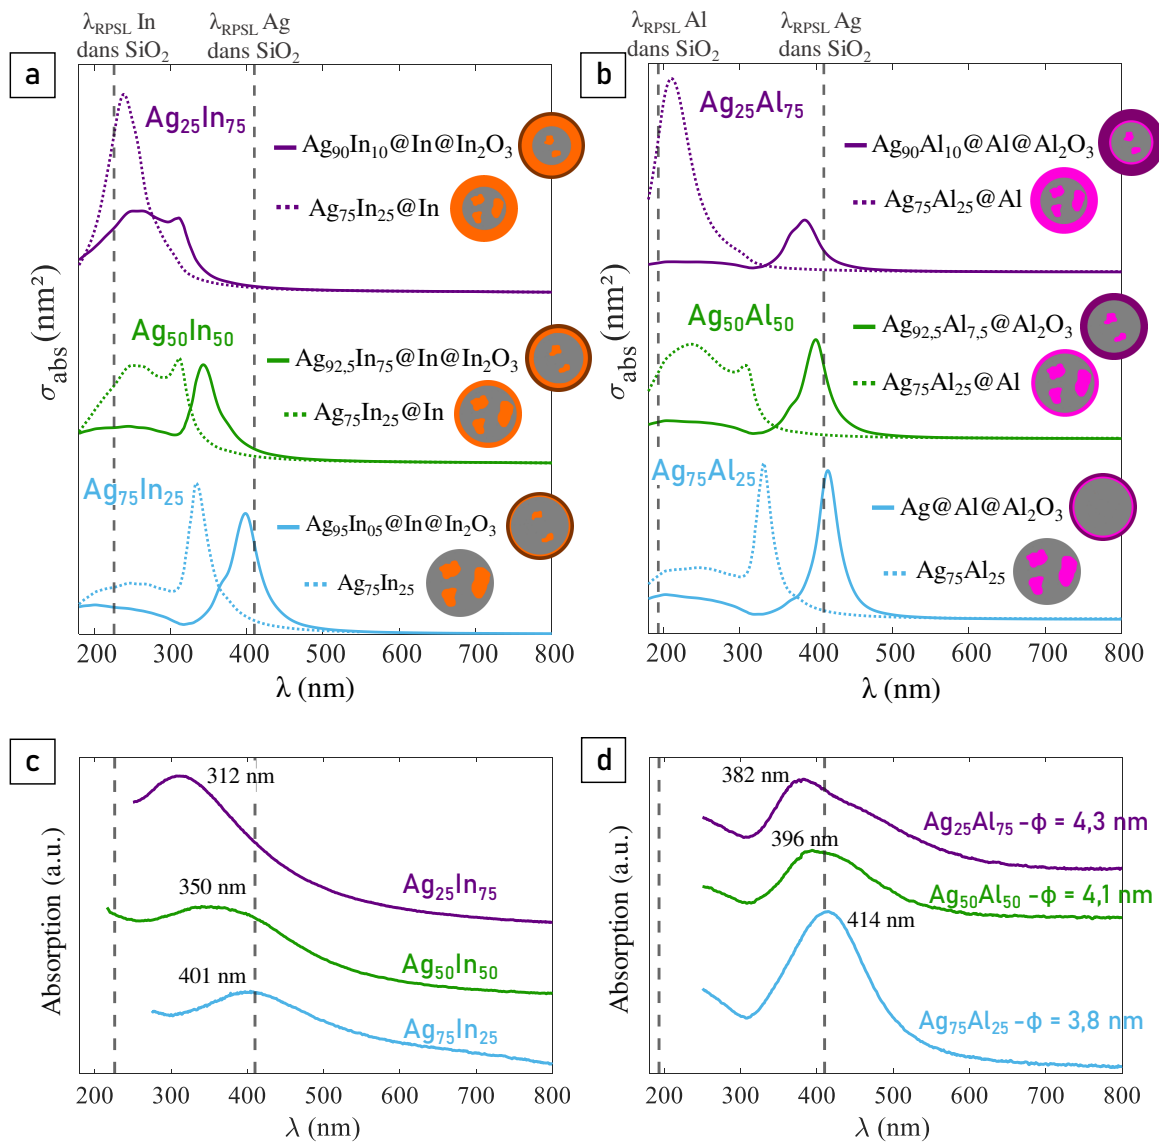 λRPSL In
dans SiO2
λRPSL Ag
dans SiO2
a
Ag25In75
Ag90In10@In@In2O3
Ag75In25@In
Ag50In50
Ag92,5In75@In@In2O3
Ag75In25@In
Ag75In25
Ag95In05@In@In2O3
Ag75In25
σabs (nm2)
200 300 400 500 600 700 800
λ (nm)
λRPSL Al
dans SiO2
λRPSL Ag
dans SiO2
b
Ag25Al75
Ag90Al10@Al@Al2O3
Ag75Al25@Al
Ag50Al50
Ag92,5Al7,5@Al2O3
Ag75Al25@Al
Ag75Al25
Ag@Al@Al2O3
Ag75Al25
σabs (nm2)
200 300 400 500 600 700 800
λ (nm)
c
312 nm
Ag25In75
350 nm
Ag50In50
401 nm
Ag75In25
Absorption (a.u.)
200 300 400 500 600 700 800
λ (nm)
d
382 nm
Ag25Al75 -ϕ = 4,3 nm
396 nm
Ag50Al50 -ϕ = 4,1 nm
414 nm
Ag75Al25 -ϕ = 3,8 nm
Absorption (a.u.)
200 300 400 500 600 700 800
λ (nm)